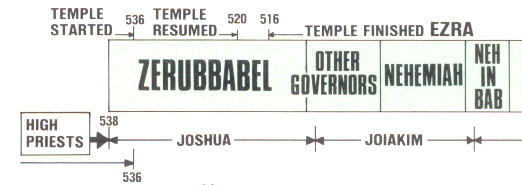 TEMPLE STARTED 536 TEMPLE RESUMED 520 516 TEMPLE FINISHED EZRA
ZERUBBABEL
OTHER
GOVERNORS
NEHEMIAH
NEH
IN
BAB
HIGH
PRIESTS
538
JOSHUA
JOIAKIM
536